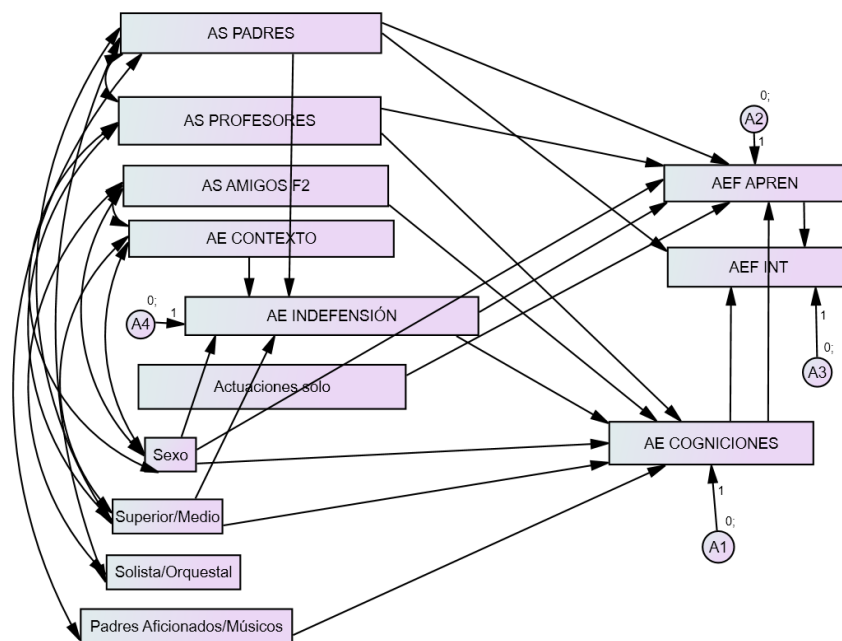 AS PADRES
AS PROFESORES
AS AMIGOS F2
AE CONTEXTO
0;
A4
1
AE INDEFENSIÓN
Actuaciones solo
Sexo
Superior/Medio
Solista/Orquestal
Padres Aficionados/Músicos
0;
A2
1
AEF APREN
AEF INT
1
0;
A3
AE COGNICIONES
1
0;
A1